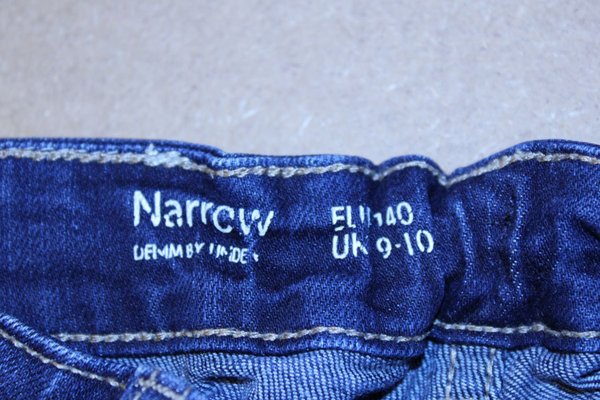 Narrow
DENIM BY LINDEX
EU 140
UK 9-10